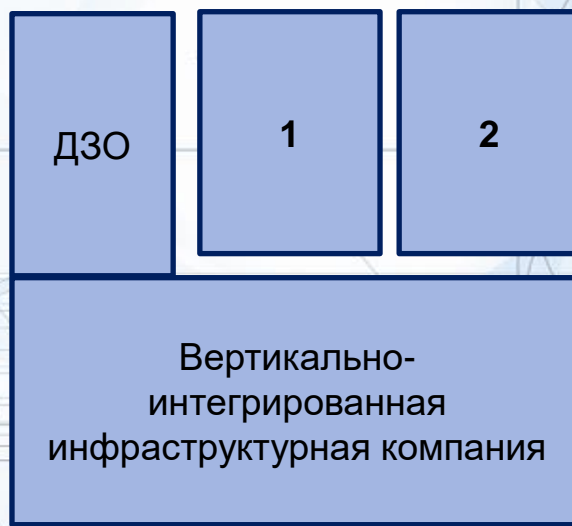 ДЗО
1
2
Вертикально-
интегрированная
инфраструктурная компания